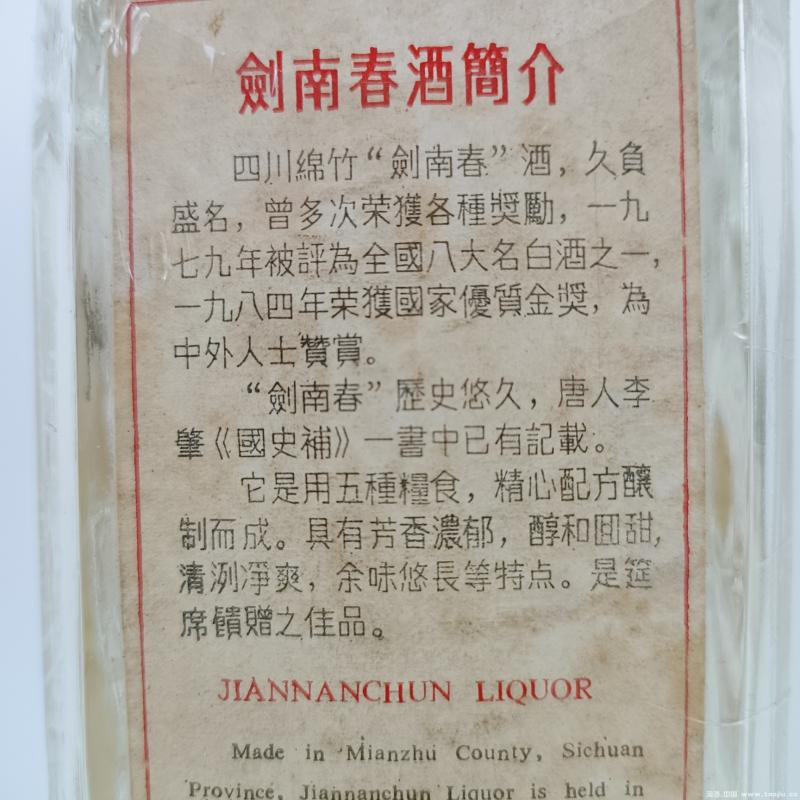 劍南春酒簡介
四川綿竹“劍南春”酒，久負
盛名，曾多次荣獲各種獎勵，一九
七九年被評為全國八大名白酒之一，
一九八四年荣獲國家優質金獎，為
中外人士贊賞。
“劍南春”歷史悠久，唐人李
肇《國史補》一書中已有記載。
它是用五種糧食，精心配方釀
制而成。具有芳香濃郁，醇和囬甜，
清洌凈爽，余味悠長等特点。是筵
席饋贈之佳品。
JIANNANCHUN LIQUOR
Made in Mianzhu County, Sichuan
Province, Jiannanchun Liquor is held in